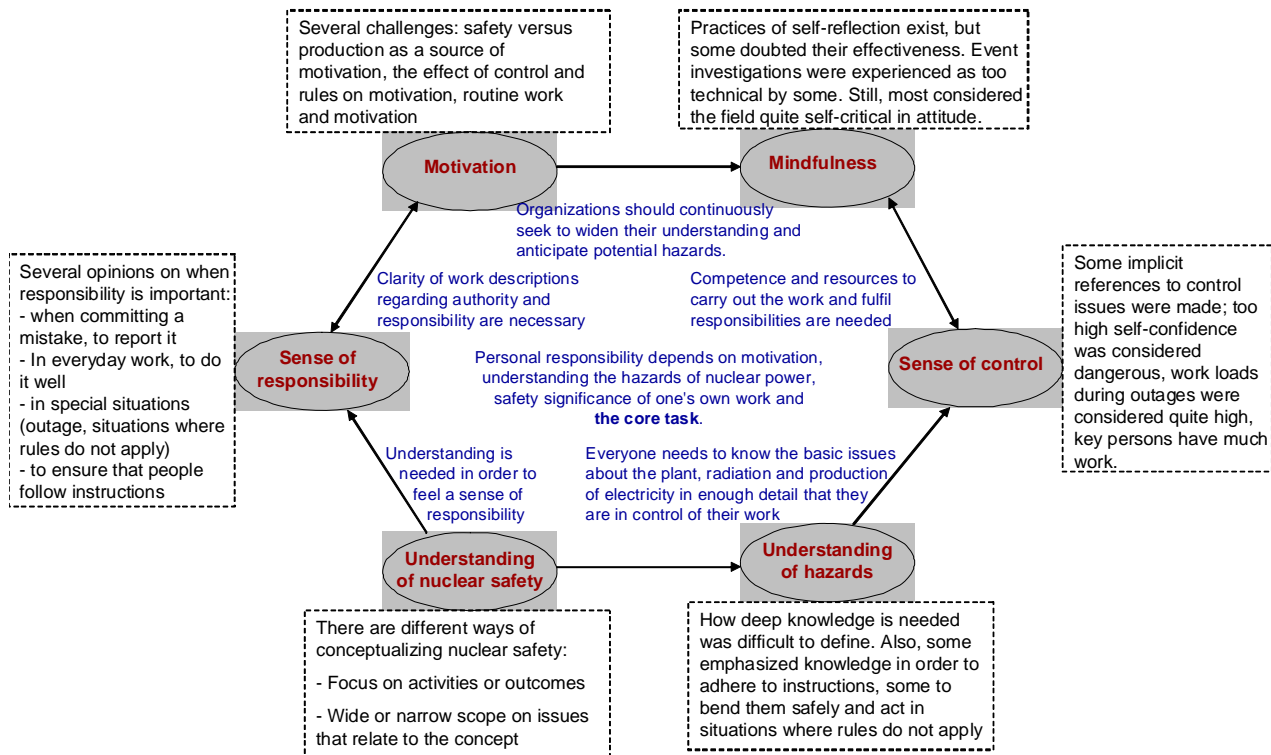 Several challenges: safety versus
production as a source of
motivation, the effect of control and
rules on motivation, routine work
and motivation
Practices of self-reflection exist, but
some doubted their effectiveness. Event
investigations were experienced as too
technical by some. Still, most considered
the field quite self-critical in attitude.
Motivation
Mindfulness
Organizations should continuously
seek to widen their understanding and
anticipate potential hazards.
Several opinions on when
responsibility is important:
- when committing a
mistake, to report it
- In everyday work, to do
it well
- in special situations
(outage, situations where
rules do not apply)
- to ensure that people
follow instructions
Clarity of work descriptions
regarding authority and
responsibility are necessary
Competence and resources to
carry out the work and fulfil
responsibilities are needed
Some implicit
references to control
issues were made; too
high self-confidence
was considered
dangerous, work loads
during outages were
considered quite high,
key persons have much
work.
Sense of
responsibility
Personal responsibility depends on motivation,
understanding the hazards of nuclear power,
safety significance of one's own work and
the core task.
Sense of control
Understanding is
needed in order to
feel a sense of
responsibility
Everyone needs to know the basic issues
about the plant, radiation and production
of electricity in enough detail that they
are in control of their work
Understanding
of nuclear safety
Understanding
of hazards
There are different ways of
conceptualizing nuclear safety:
- Focus on activities or outcomes
- Wide or narrow scope on issues
that relate to the concept
How deep knowledge is needed
was difficult to define. Also, some
emphasized knowledge in order to
adhere to instructions, some to
bend them safely and act in
situations where rules do not apply